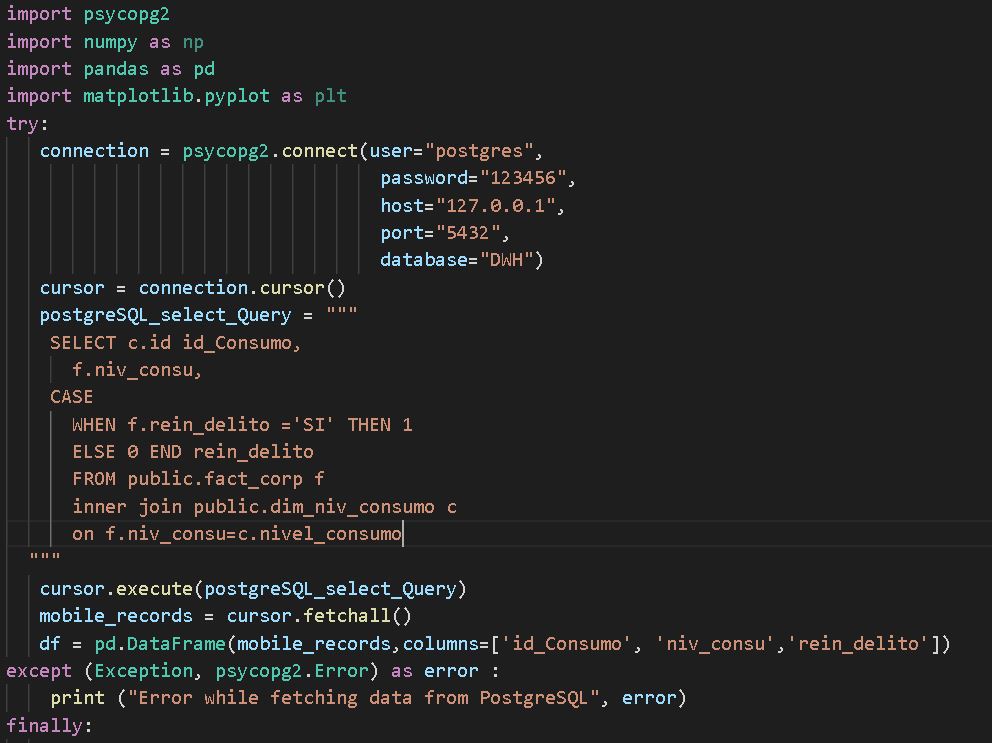 import psycopg2
import numpy as np
import pandas as pd
import matplotlib.pyplot as plt
try:
    connection = psycopg2.connect(user="postgres",
                                  password="123456",
                                  host="127.0.0.1",
                                  port="5432",
                                  database="DWH")
    cursor = connection.cursor()
    postgreSQL_select_Query = """
     SELECT c.id id_Consumo,
       f.niv_consu,
     CASE
       WHEN f.rein_delito ='SI' THEN 1
       ELSE 0 END rein_delito
       FROM public.fact_corp f
       inner join public.dim_niv_consumo c
       on f.niv_consu=c.nivel_consumo
   """
    cursor.execute(postgreSQL_select_Query)
    mobile_records = cursor.fetchall()
    df = pd.DataFrame(mobile_records,columns=['id_Consumo', 'niv_consu','rein_delito'])
except (Exception, psycopg2.Error) as error :
     print ("Error while fetching data from PostgreSQL", error)
finally: